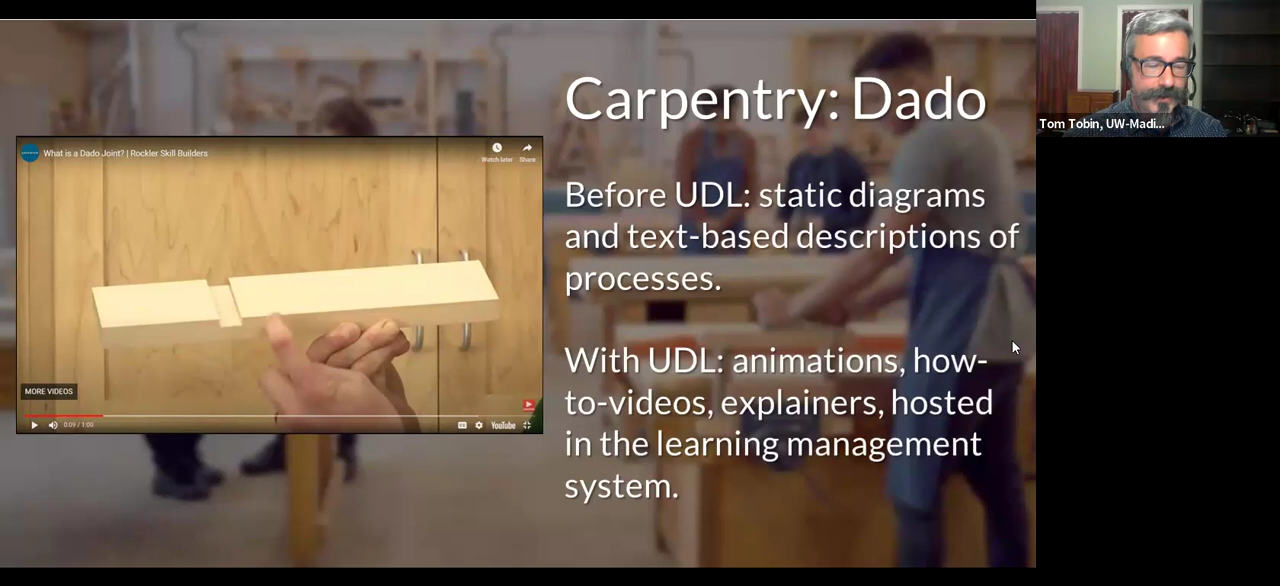 Carpentry: Dado
What is a Dado Joint? | Rockler Skill Builders
Watch later
Share
MORE VIDEOS
0:09 / 1:00
CC
YouTube
Before UDL: static diagrams
and text-based descriptions of
processes.
With UDL: animations, how-
to-videos, explainers, hosted
in the learning management
system.
Tom Tobin, UW-Madi...